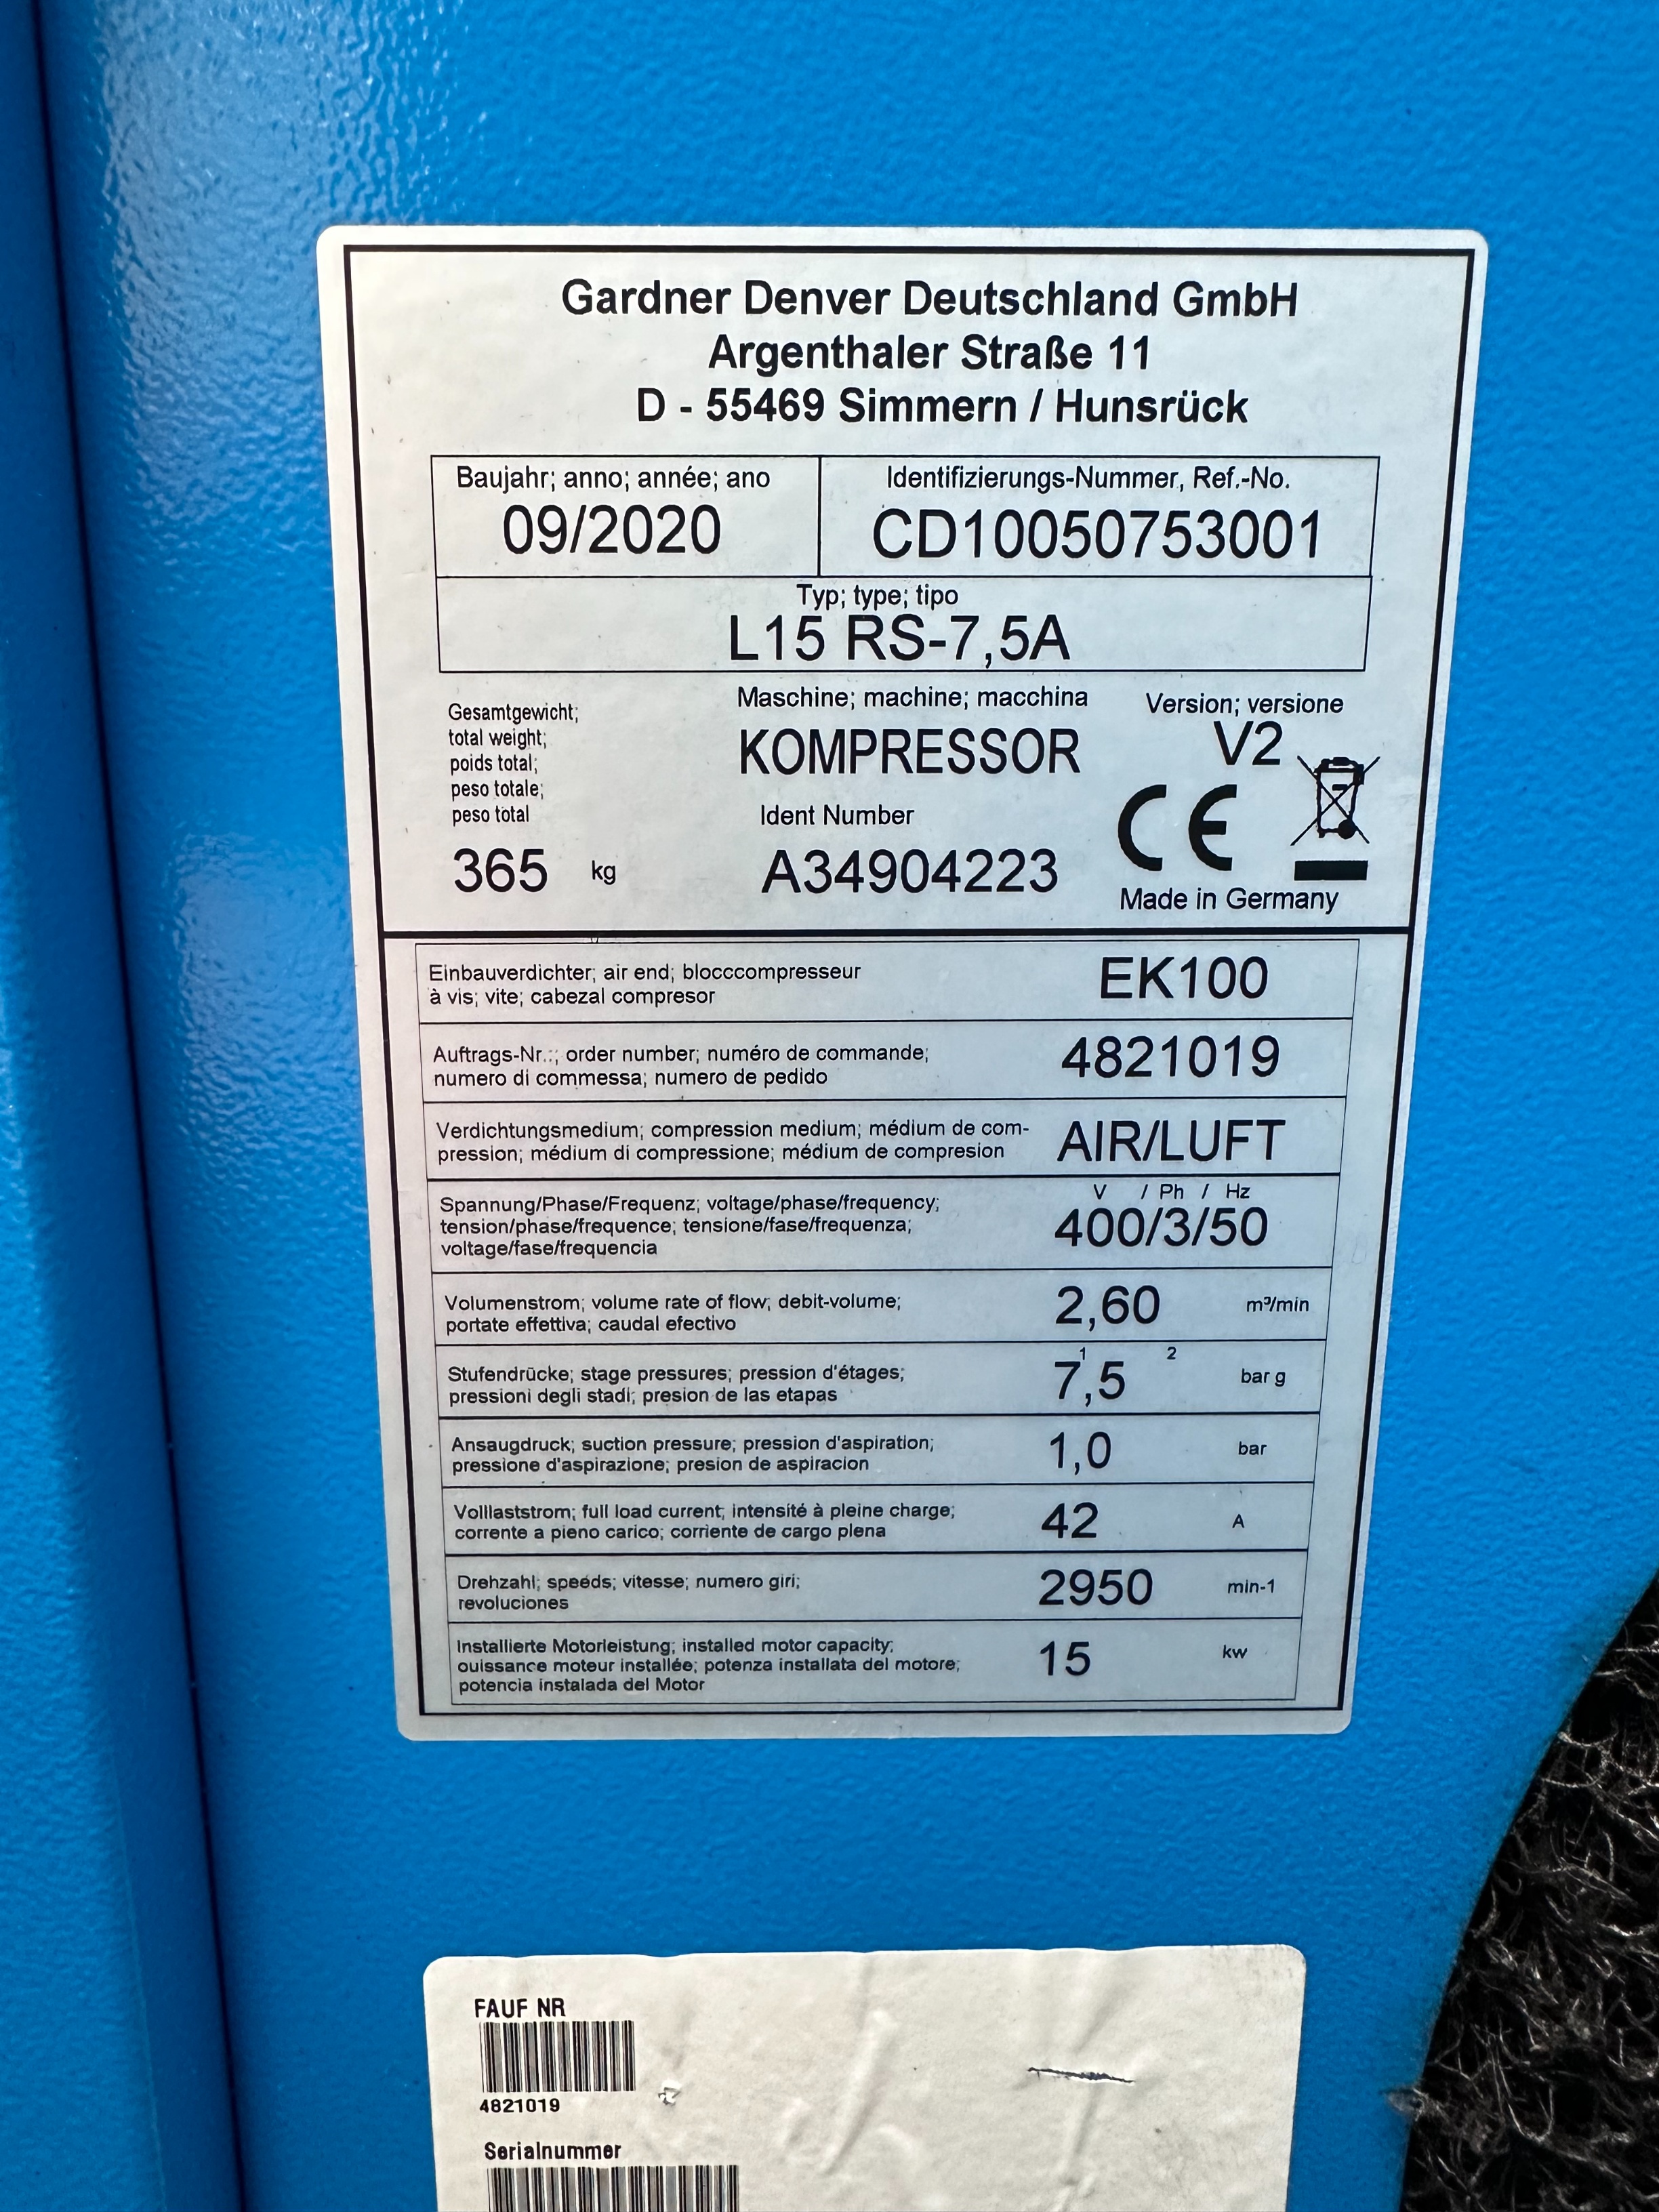 Gardner Denver Deutschland GmbH
Argenthaler Straße 11
D - 55469 Simmern / Hunsrück
Baujahr; anno; année; ano
09/2020
Identifizierungs-Nummer, Ref.-No.
CD10050753001
Typ; type; tipo
L15 RS-7,5A
Gesamtgewicht;
total weight;
poids total;
peso totale;
peso total
365 kg
Maschine; machine; macchina
KOMPRESSOR
Ident Number
A34904223
Version; versione
V2
CE
Made in Germany
Einbauverdichter; air end; blocccompresseur
à vis; vite; cabezal compresor
EK100
Auftrags-Nr.:; order number; numéro de commande;
numero di commessa; numero de pedido
4821019
Verdichtungsmedium; compression medium; médium de com-
pression; médium di compressione; médium de compresion
AIR/LUFT
Spannung/Phase/Frequenz; voltage/phase/frequency;
tension/phase/frequence; tensione/fase/frequenza;
voltage/fase/frequencia
V / Ph / Hz
400/3/50
Volumenstrom; volume rate of flow; debit-volume;
portate effettiva; caudal efectivo
2,60 m³/min
Stufendrücke; stage pressures; pression d'étages;
pressioni degli stadi; presion de las etapas
1 2
7,5 bar g
Ansaugdruck; suction pressure; pression d'aspiration;
pressione d'aspirazione; presion de aspiracion
1,0 bar
Volllaststrom; full load current; intensité à pleine charge;
corrente a pieno carico; corriente de cargo plena
42 A
Drehzahl; speeds; vitesse; numero giri;
revoluciones
2950 min-1
Installierte Motorleistung; installed motor capacity;
ouissance moteur installée; potenza installata del motore;
potencia instalada del Motor
15 kw
FAUF NR
4821019
Serialnummer